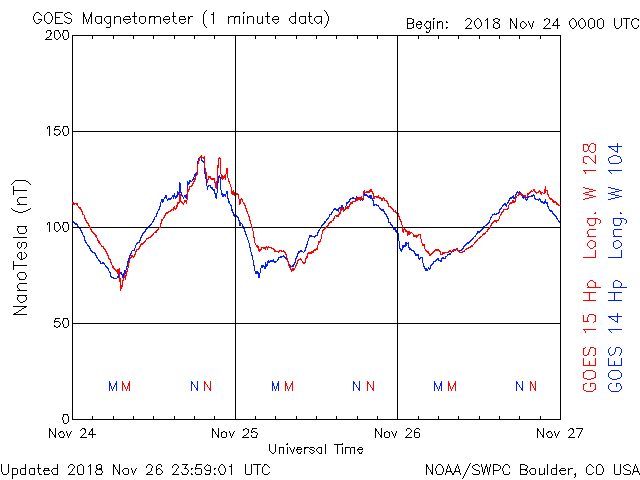 GOES Magnetometer (1 minute data)
Begin: 2018 Nov 24 0000 UTC
200
150
100
50
0
NanoTesla (nT)
M M N N M M N N M M N N
Nov 24 Nov 25 Nov 26 Nov 27
Universal Time
GOES 15 Hp Long. W 128
GOES 14 Hp Long. W 104
Updated 2018 Nov 26 23:59:01 UTC
NOAA/SWPC Boulder, CO USA